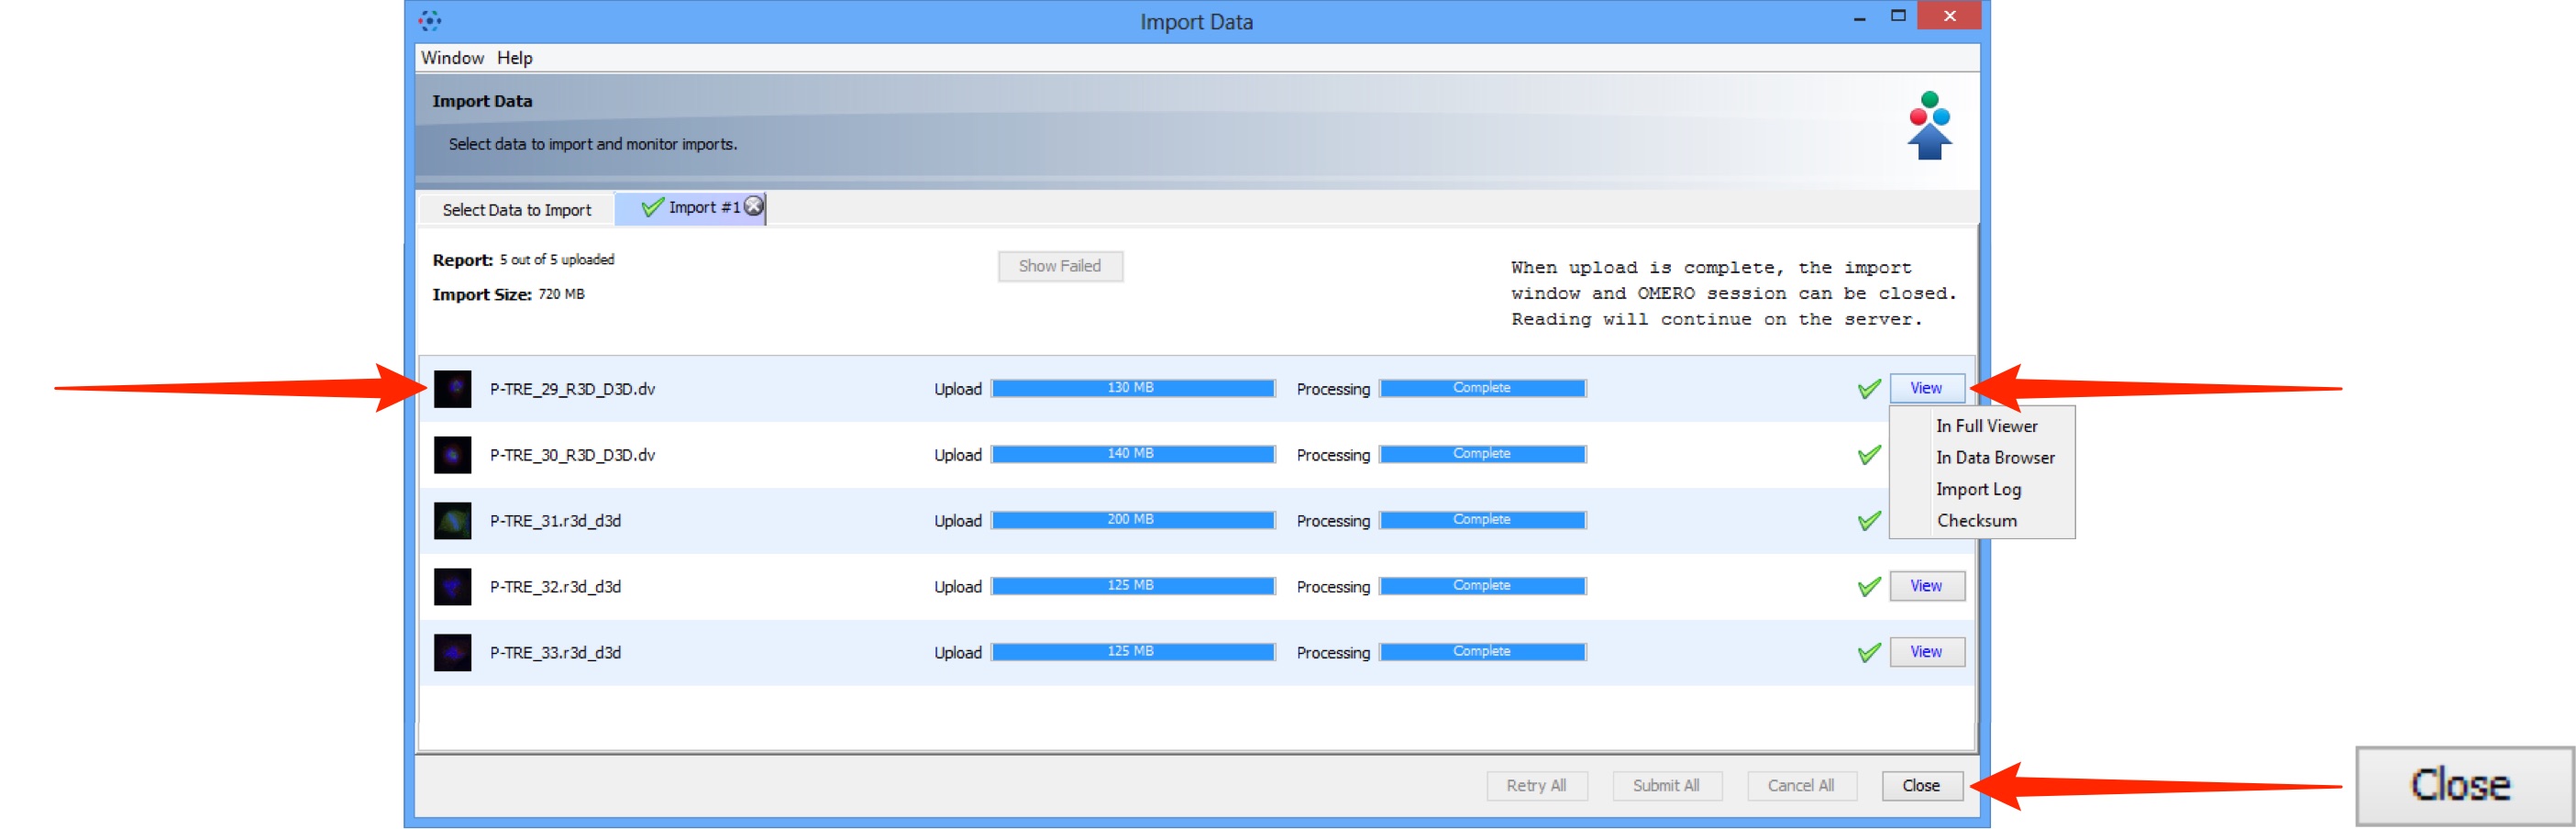 Import Data
Window Help
Import Data
Select data to import and monitor imports.
Select Data to Import Import #1
Report: 5 out of 5 uploaded
Import Size: 720 MB
Show Failed
When upload is complete, the import
window and OMERO session can be closed.
Reading will continue on the server.
P-TRE_29_R3D_D3D.dv Upload 130 MB Processing Complete View
In Full Viewer
In Data Browser
Import Log
Checksum
P-TRE_30_R3D_D3D.dv Upload 140 MB Processing Complete
P-TRE_31.r3d_d3d Upload 200 MB Processing Complete
P-TRE_32.r3d_d3d Upload 125 MB Processing Complete View
P-TRE_33.r3d_d3d Upload 125 MB Processing Complete View
Retry All Submit All Cancel All Close
Close